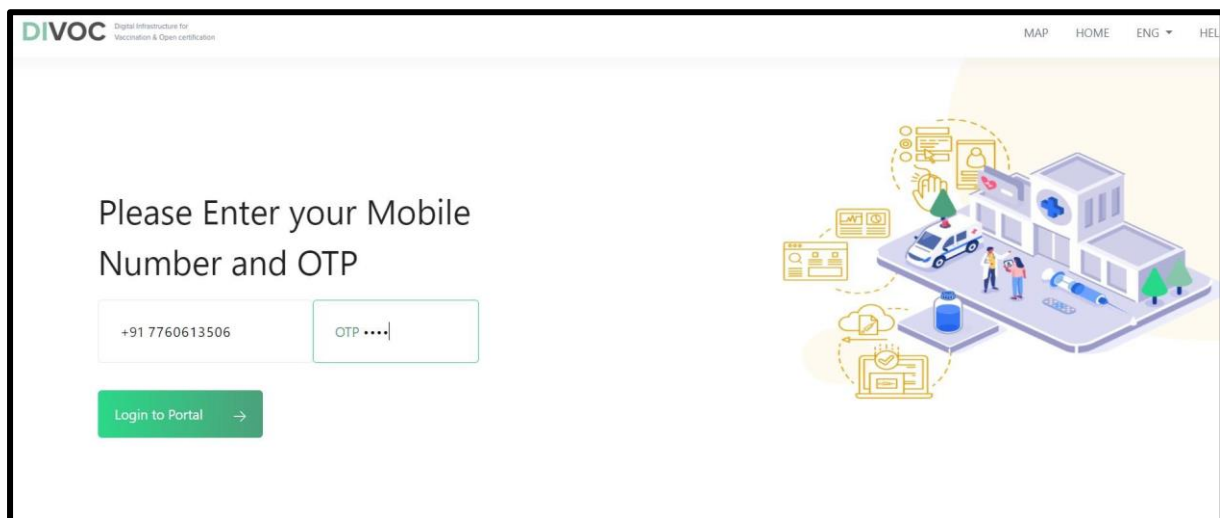 DIVOC
Digital Infrastructure for
Vaccination & Open certification
MAP HOME ENG HEL
Please Enter your Mobile
Number and OTP
+91 7760613506
OTP ••••
Login to Portal →